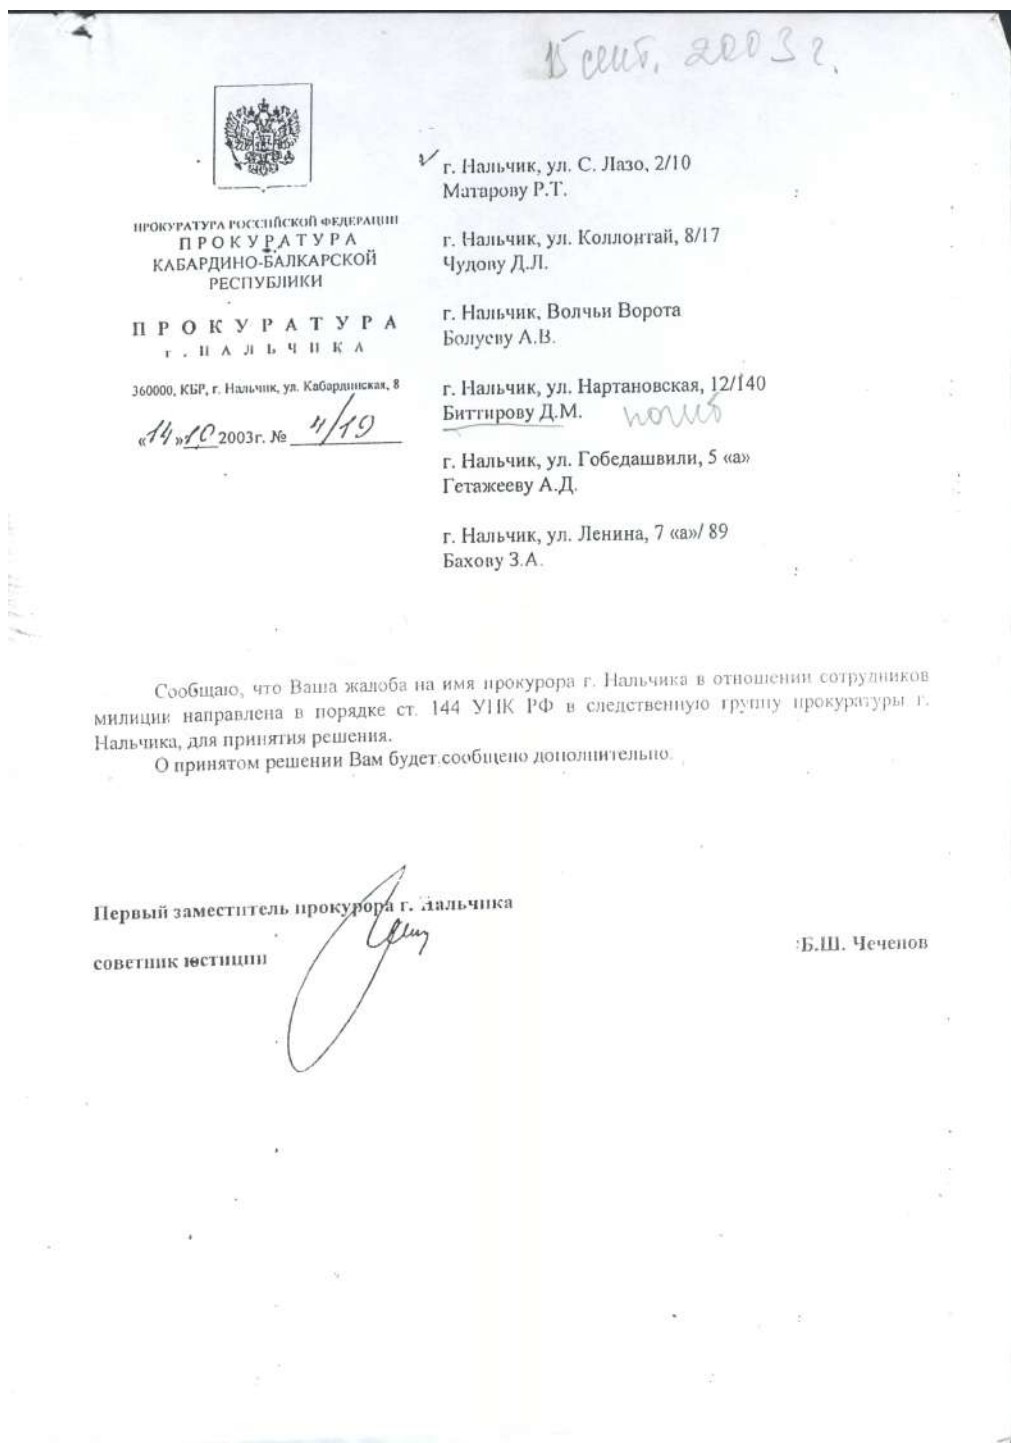 15 сент. 2003 г.
ПРОКУРАТУРА РОССИЙСКОЙ ФЕДЕРАЦИИ
ПРОКУРАТУРА
КАБАРДИНО-БАЛКАРСКОЙ
РЕСПУБЛИКИ
ПРОКУРАТУРА
г. НАЛЬЧИКА
360000, КБР, г. Нальчик, ул. Кабардинская, 8
«14» 10 2003г. № 4/19
г. Нальчик, ул. С. Лазо, 2/10
Матарову Р.Т.
г. Нальчик, ул. Коллонтай, 8/17
Чудову Д.Л.
г. Нальчик, Волчьи Ворота
Болуеву А.В.
г. Нальчик, ул. Нартановская, 12/140
Биттирову Д.М. погиб
г. Нальчик, ул. Гобедашвили, 5 «а»
Гетажееву А.Д.
г. Нальчик, ул. Ленина, 7 «а»/ 89
Бахову З.А.
Сообщаю, что Ваша жалоба на имя прокурора г. Нальчика в отношении сотрудников
милиции направлена в порядке ст. 144 УПК РФ в следственную группу прокуратуры г.
Нальчика, для принятия решения.
О принятом решении Вам будет сообщено дополнительно.
Первый заместитель прокурора г. Нальчика
советник юстиции
Б.Ш. Чеченов